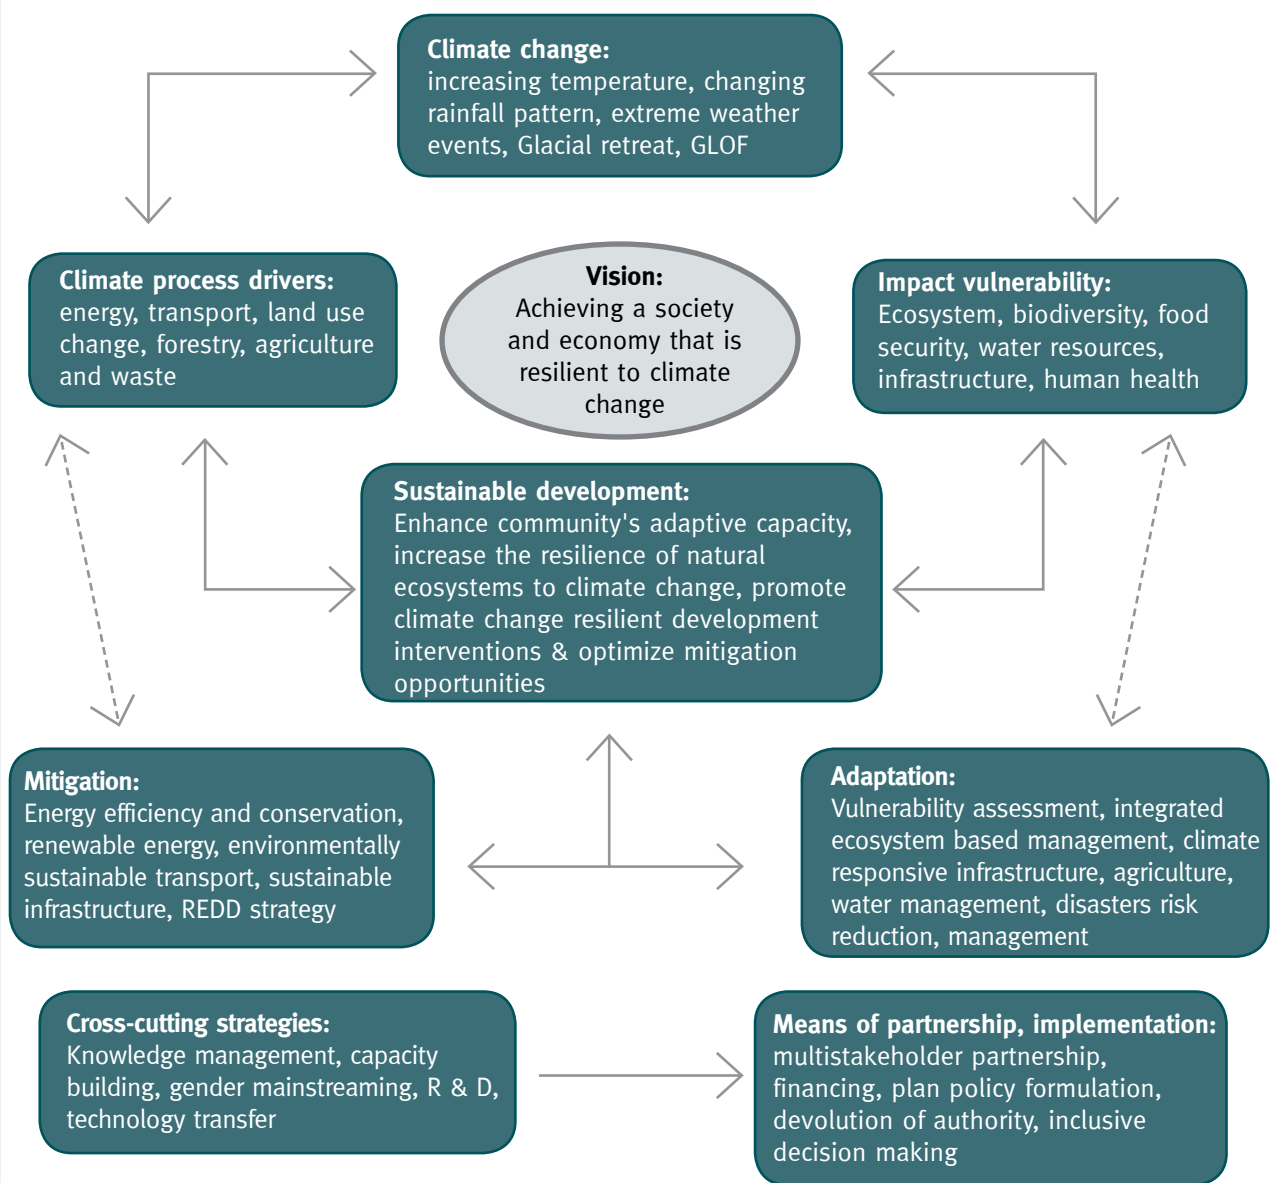 Climate change:
increasing temperature, changing
rainfall pattern, extreme weather
events, Glacial retreat, GLOF
Climate process drivers:
energy, transport, land use
change, forestry, agriculture
and waste
Vision:
Achieving a society
and economy that is
resilient to climate
change
Impact vulnerability:
Ecosystem, biodiversity, food
security, water resources,
infrastructure, human health
Sustainable development:
Enhance community's adaptive capacity,
increase the resilience of natural
ecosystems to climate change, promote
climate change resilient development
interventions & optimize mitigation
opportunities
Mitigation:
Energy efficiency and conservation,
renewable energy, environmentally
sustainable transport, sustainable
infrastructure, REDD strategy
Adaptation:
Vulnerability assessment, integrated
ecosystem based management, climate
responsive infrastructure, agriculture,
water management, disasters risk
reduction, management
Cross-cutting strategies:
Knowledge management, capacity
building, gender mainstreaming, R & D,
technology transfer
Means of partnership, implementation:
multistakeholder partnership,
financing, plan policy formulation,
devolution of authority, inclusive
decision making